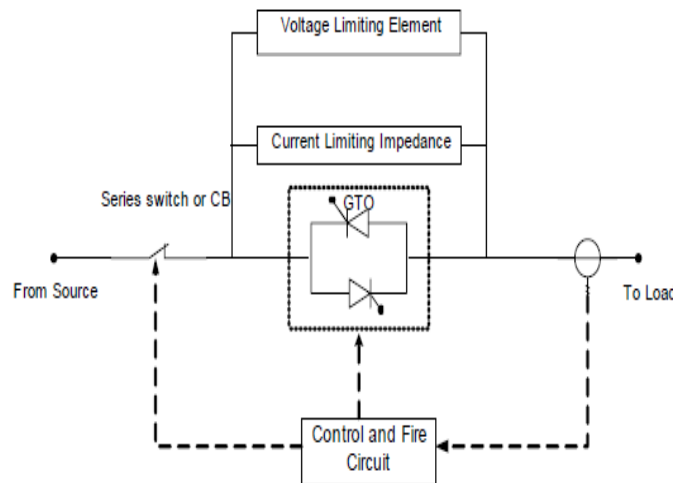 Voltage Limiting Element
Current Limiting Impedance
Series switch or CB
GTO
From Source
To Load
Control and Fire
Circuit